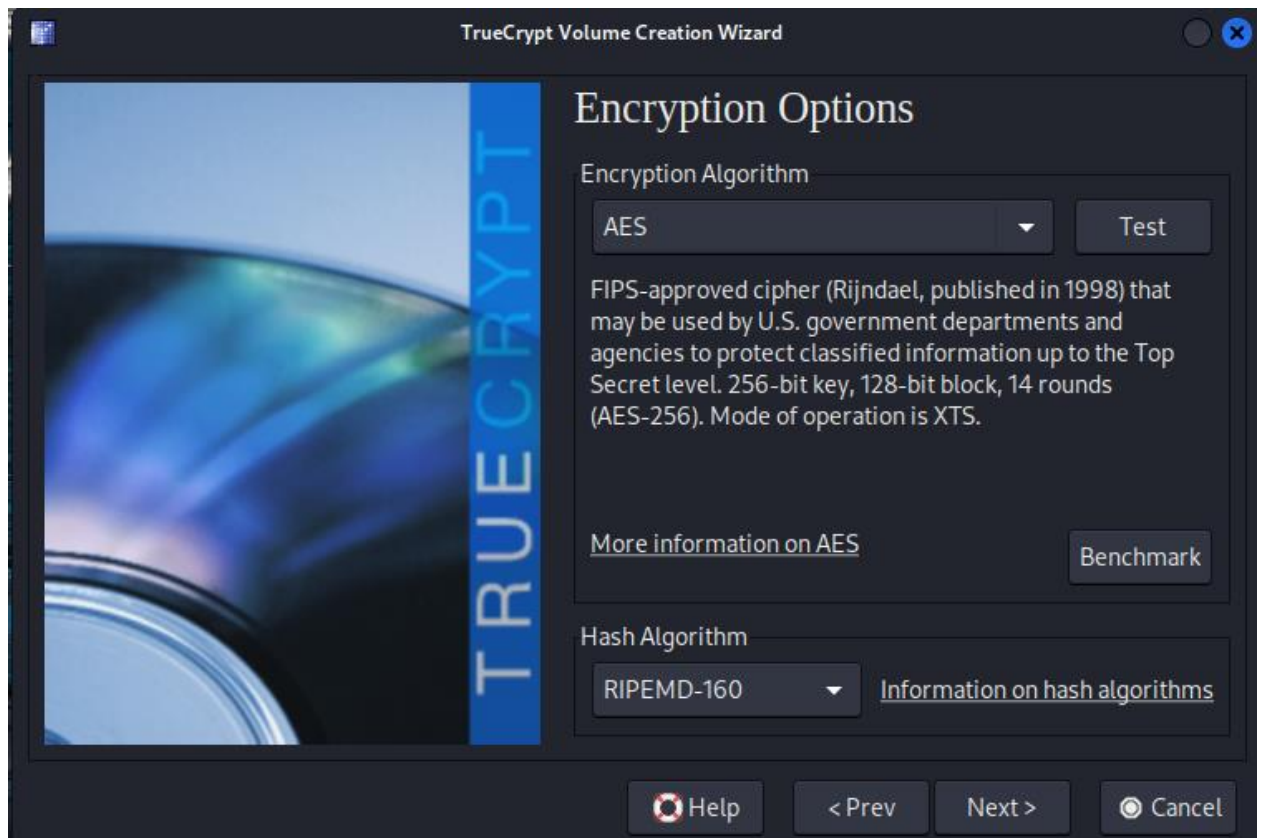 TrueCrypt Volume Creation Wizard
TRUECRYPT
Encryption Options
Encryption Algorithm
AES
Test
FIPS-approved cipher (Rijndael, published in 1998) that
may be used by U.S. government departments and
agencies to protect classified information up to the Top
Secret level. 256-bit key, 128-bit block, 14 rounds
(AES-256). Mode of operation is XTS.
More information on AES
Benchmark
Hash Algorithm
RIPEMD-160
Information on hash algorithms
Help
< Prev
Next >
Cancel